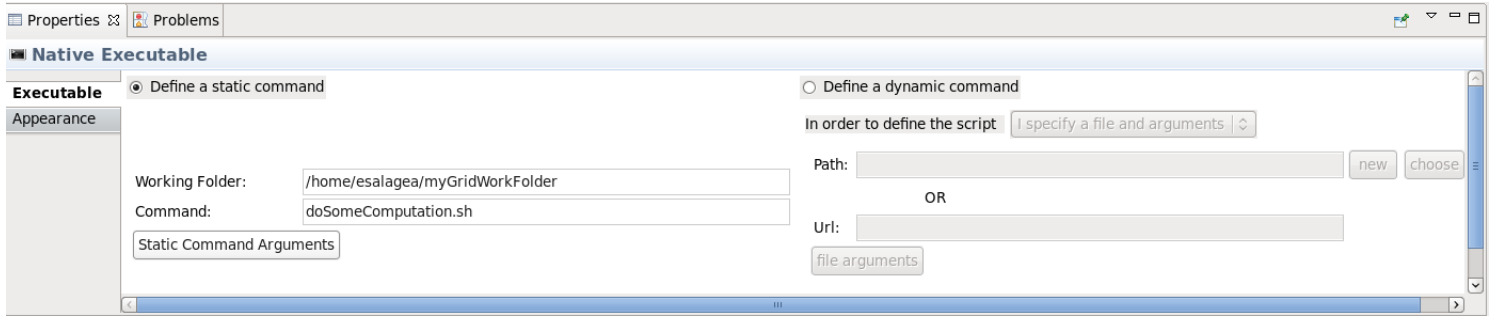 Properties Problems
Native Executable
Executable
Appearance
Define a static command
Working Folder: /home/esalagea/myGridWorkFolder
Command: doSomeComputation.sh
Static Command Arguments
Define a dynamic command
In order to define the script I specify a file and arguments
Path: new choose
OR
Url:
file arguments